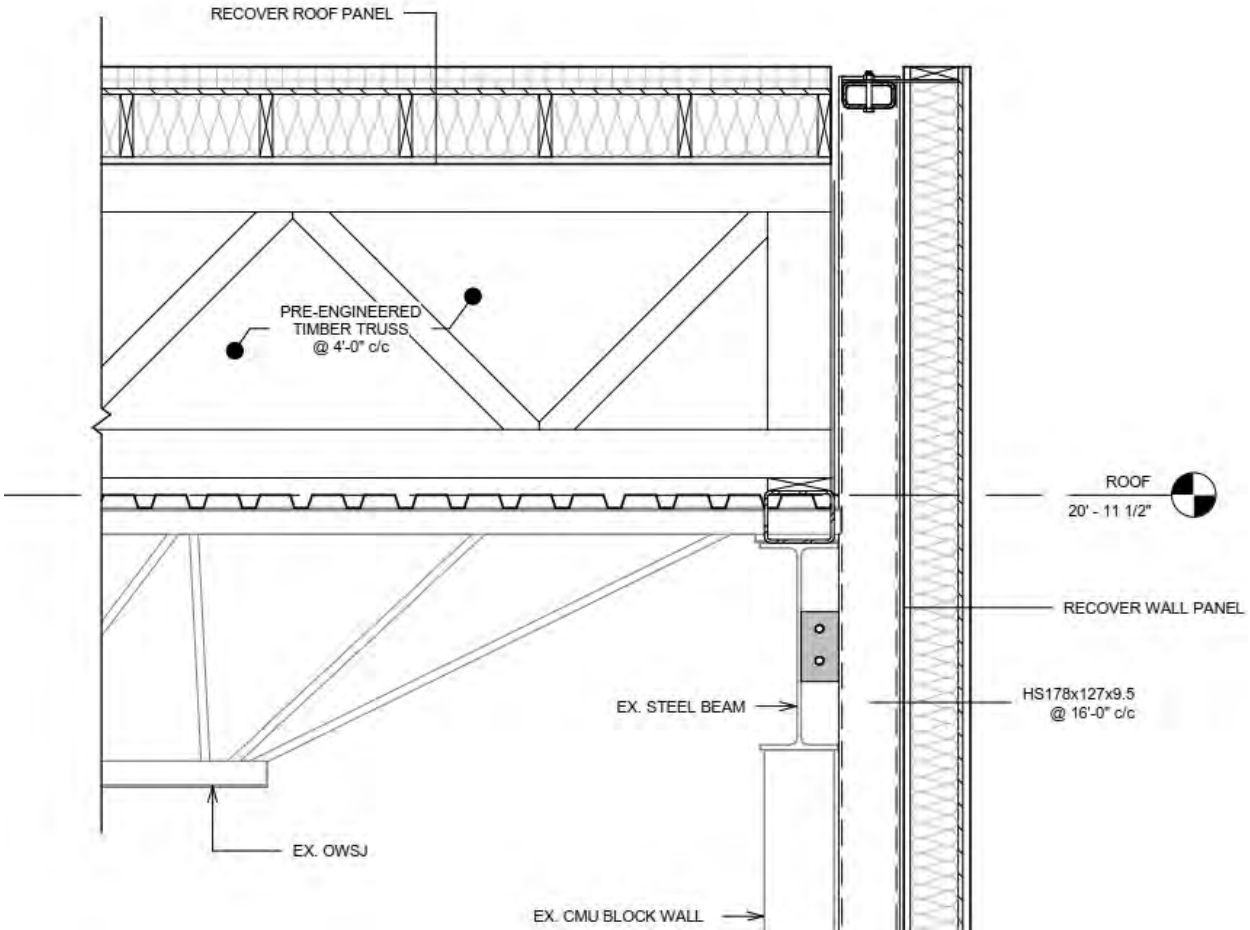 RECOVER ROOF PANEL
PRE-ENGINEERED
TIMBER TRUSS
@ 4'-0" c/c
ROOF
20' - 11 1/2"
RECOVER WALL PANEL
HS178x127x9.5
@ 16'-0" c/c
EX. STEEL BEAM
EX. OWSJ
EX. CMU BLOCK WALL